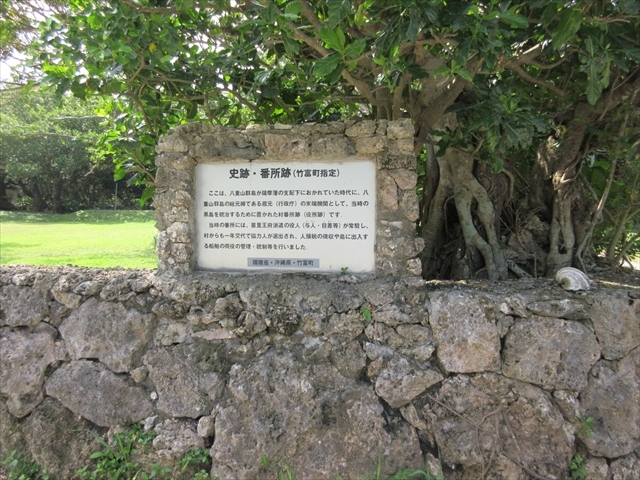 史跡・番所跡(竹富町指定)
ここは、八重山群島が薩摩藩の支配下におかれていた時代に、八
重山群島の総元締である蔵元(行政庁)の末端機関として、当時の
黒島を統治するために置かれた村番所跡(役所跡)です
当時の番所には、首里王府派遣の役人(与人・目差等)が常駐し、
村からも一年交代で協力人が選出され、人頭税の徴収や島に出入す
る船舶の荷役の管理・統制等を行いました
環境省・沖縄県・竹富町